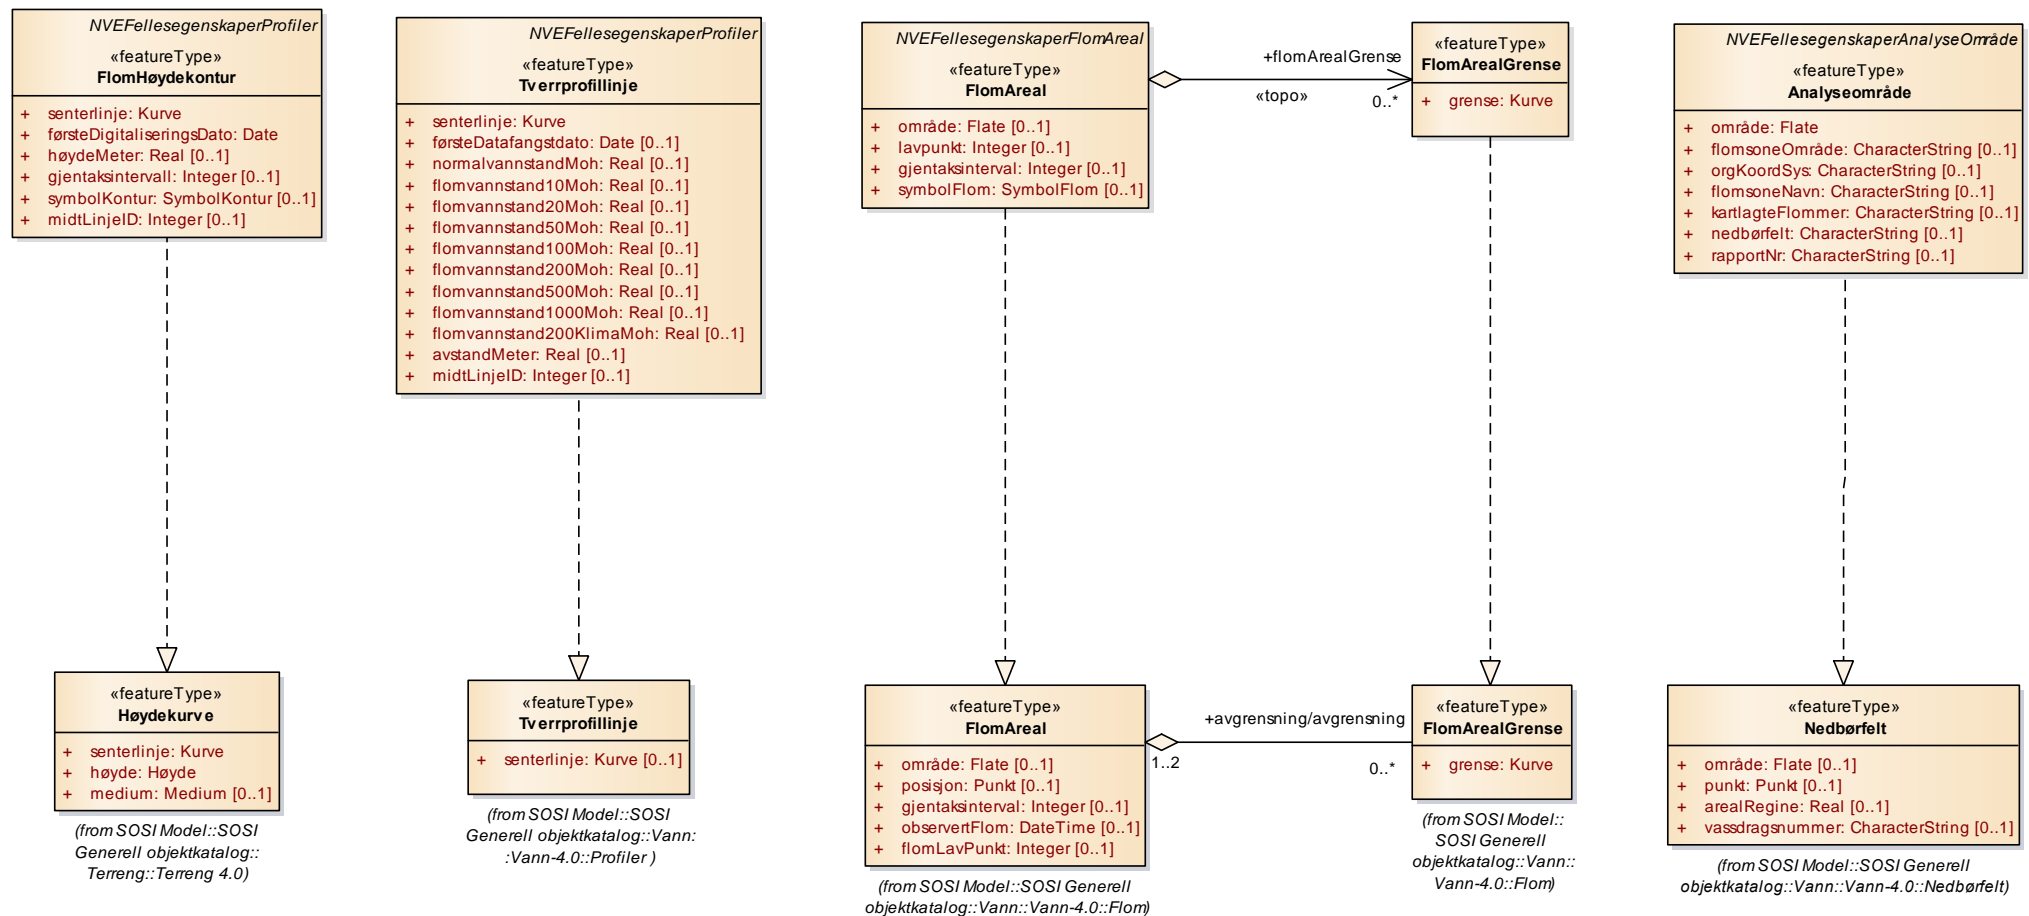 NVEFellesegenskaperProfiler
«featureType»
FlomHøydekontur
+ senterlinje: Kurve
+ førsteDigitaliseringsDato: Date
+ høydeMeter: Real [0..1]
+ gjentaksintervall: Integer [0..1]
+ symbolKontur: SymbolKontur [0..1]
+ midtLinjeID: Integer [0..1]
NVEFellesegenskaperProfiler
«featureType»
Tverrprofillinje
+ senterlinje: Kurve
+ førsteDatafangstdato: Date [0..1]
+ normalvannstandMoh: Real [0..1]
+ flomvannstand10Moh: Real [0..1]
+ flomvannstand20Moh: Real [0..1]
+ flomvannstand50Moh: Real [0..1]
+ flomvannstand100Moh: Real [0..1]
+ flomvannstand200Moh: Real [0..1]
+ flomvannstand500Moh: Real [0..1]
+ flomvannstand1000Moh: Real [0..1]
+ flomvannstand200KlimaMoh: Real [0..1]
+ avstandMeter: Real [0..1]
+ midtLinjeID: Integer [0..1]
NVEFellesegenskaperFlomAreal
«featureType»
FlomAreal
+ område: Flate [0..1]
+ lavpunkt: Integer [0..1]
+ gjentaksinterval: Integer [0..1]
+ symbolFlom: SymbolFlom [0..1]
+flomArealGrense
«topo»
0..*
«featureType»
FlomArealGrense
+ grense: Kurve
NVEFellesegenskaperAnalyseOmråde
«featureType»
Analyseområde
+ område: Flate
+ flomsoneOmråde: CharacterString [0..1]
+ orgKoordSys: CharacterString [0..1]
+ flomsoneNavn: CharacterString [0..1]
+ kartlagteFlommer: CharacterString [0..1]
+ nedbørfelt: CharacterString [0..1]
+ rapportNr: CharacterString [0..1]
«featureType»
Høydekurve
+ senterlinje: Kurve
+ høyde: Høyde
+ medium: Medium [0..1]
(from SOSI Model::SOSI
Generell objektkatalog::
Terreng::Terreng 4.0)
«featureType»
Tverrprofillinje
+ senterlinje: Kurve [0..1]
(from SOSI Model::SOSI
Generell objektkatalog::Vann:
:Vann-4.0::Profiler )
«featureType»
FlomAreal
+ område: Flate [0..1]
+ posisjon: Punkt [0..1]
+ gjentaksinterval: Integer [0..1]
+ observertFlom: DateTime [0..1]
+ flomLavPunkt: Integer [0..1]
(from SOSI Model::SOSI Generell
objektkatalog::Vann::Vann-4.0::Flom)
+avgrensning/avgrensning
1..2
0..*
«featureType»
FlomArealGrense
+ grense: Kurve
(from SOSI Model::
SOSI Generell
objektkatalog::Vann::
Vann-4.0::Flom)
«featureType»
Nedbørfelt
+ område: Flate [0..1]
+ punkt: Punkt [0..1]
+ arealRegine: Real [0..1]
+ vassdragsnummer: CharacterString [0..1]
(from SOSI Model::SOSI Generell
objektkatalog::Vann::Vann-4.0::Nedbørfelt)